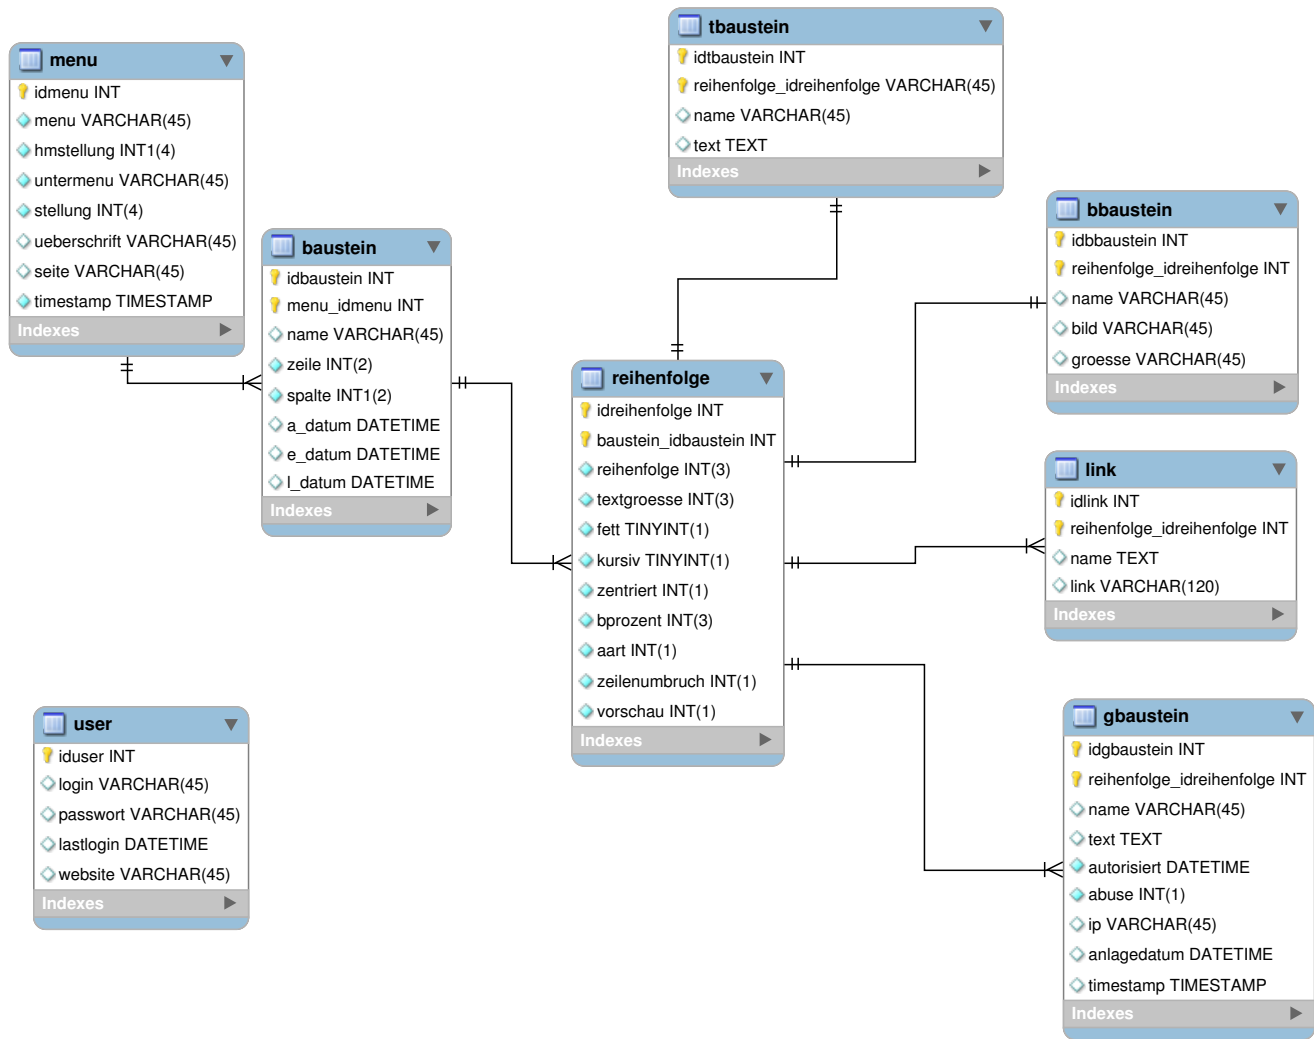 menu
idmenu INT
menu VARCHAR(45)
hmstellung INT1(4)
untermenu VARCHAR(45)
stellung INT(4)
ueberschrift VARCHAR(45)
seite VARCHAR(45)
timestamp TIMESTAMP
Indexes
tbaustein
idtbaustein INT
reihenfolge_idreihenfolge VARCHAR(45)
name VARCHAR(45)
text TEXT
Indexes
baustein
idbaustein INT
menu_idmenu INT
name VARCHAR(45)
zeile INT(2)
spalte INT1(2)
a_datum DATETIME
e_datum DATETIME
l_datum DATETIME
Indexes
bbaustein
idbbaustein INT
reihenfolge_idreihenfolge INT
name VARCHAR(45)
bild VARCHAR(45)
groesse VARCHAR(45)
Indexes
reihenfolge
idreihenfolge INT
baustein_idbaustein INT
reihenfolge INT(3)
textgroesse INT(3)
fett TINYINT(1)
kursiv TINYINT(1)
zentriert INT(1)
bprozent INT(3)
aart INT(1)
zeilenumbruch INT(1)
vorschau INT(1)
Indexes
link
idlink INT
reihenfolge_idreihenfolge INT
name TEXT
link VARCHAR(120)
Indexes
user
iduser INT
login VARCHAR(45)
passwort VARCHAR(45)
lastlogin DATETIME
website VARCHAR(45)
Indexes
gbaustein
idgbaustein INT
reihenfolge_idreihenfolge INT
name VARCHAR(45)
text TEXT
autorisiert DATETIME
abuse INT(1)
ip VARCHAR(45)
anlagedatum DATETIME
timestamp TIMESTAMP
Indexes